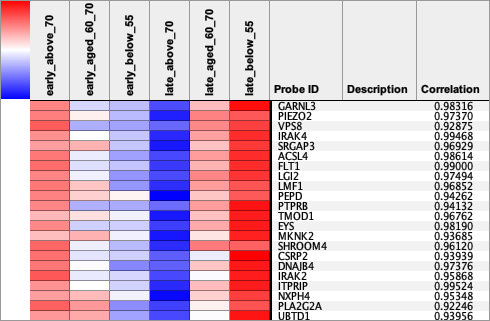 early_above_70
early_aged_60_70
early_below_55
late_above_70
late_aged_60_70
late_below_55
Probe ID Description Correlation
GARNL3 0.98316
PIEZO2 0.97370
VPS8 0.92875
IRAK4 0.99468
SRGAP3 0.96929
ACSL4 0.98614
FLT1 0.99000
LGI2 0.97494
LMF1 0.96852
PEPD 0.94262
PTPRB 0.94132
TMOD1 0.96762
EYS 0.98190
MKNK2 0.93685
SHROOM4 0.96120
CSRP2 0.93939
DNAJB4 0.97376
IRAK2 0.95868
ITPRIP 0.99524
NXPH4 0.95348
PLA2G2A 0.92246
UBTD1 0.93956